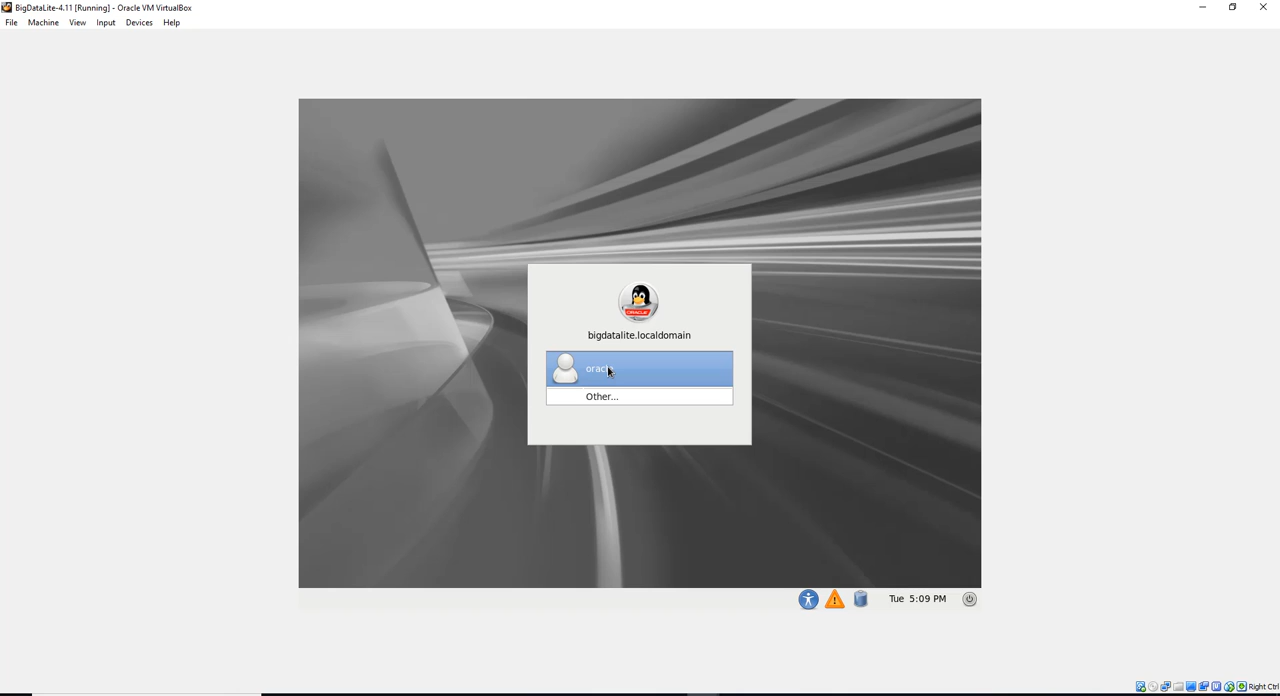 BigDataLite-4.11 [Running] - Oracle VM VirtualBox
File Machine View Input Devices Help
ORACLE
bigdatalite.localdomain
oracle
Other...
Tue 5:09 PM
Right Ctrl